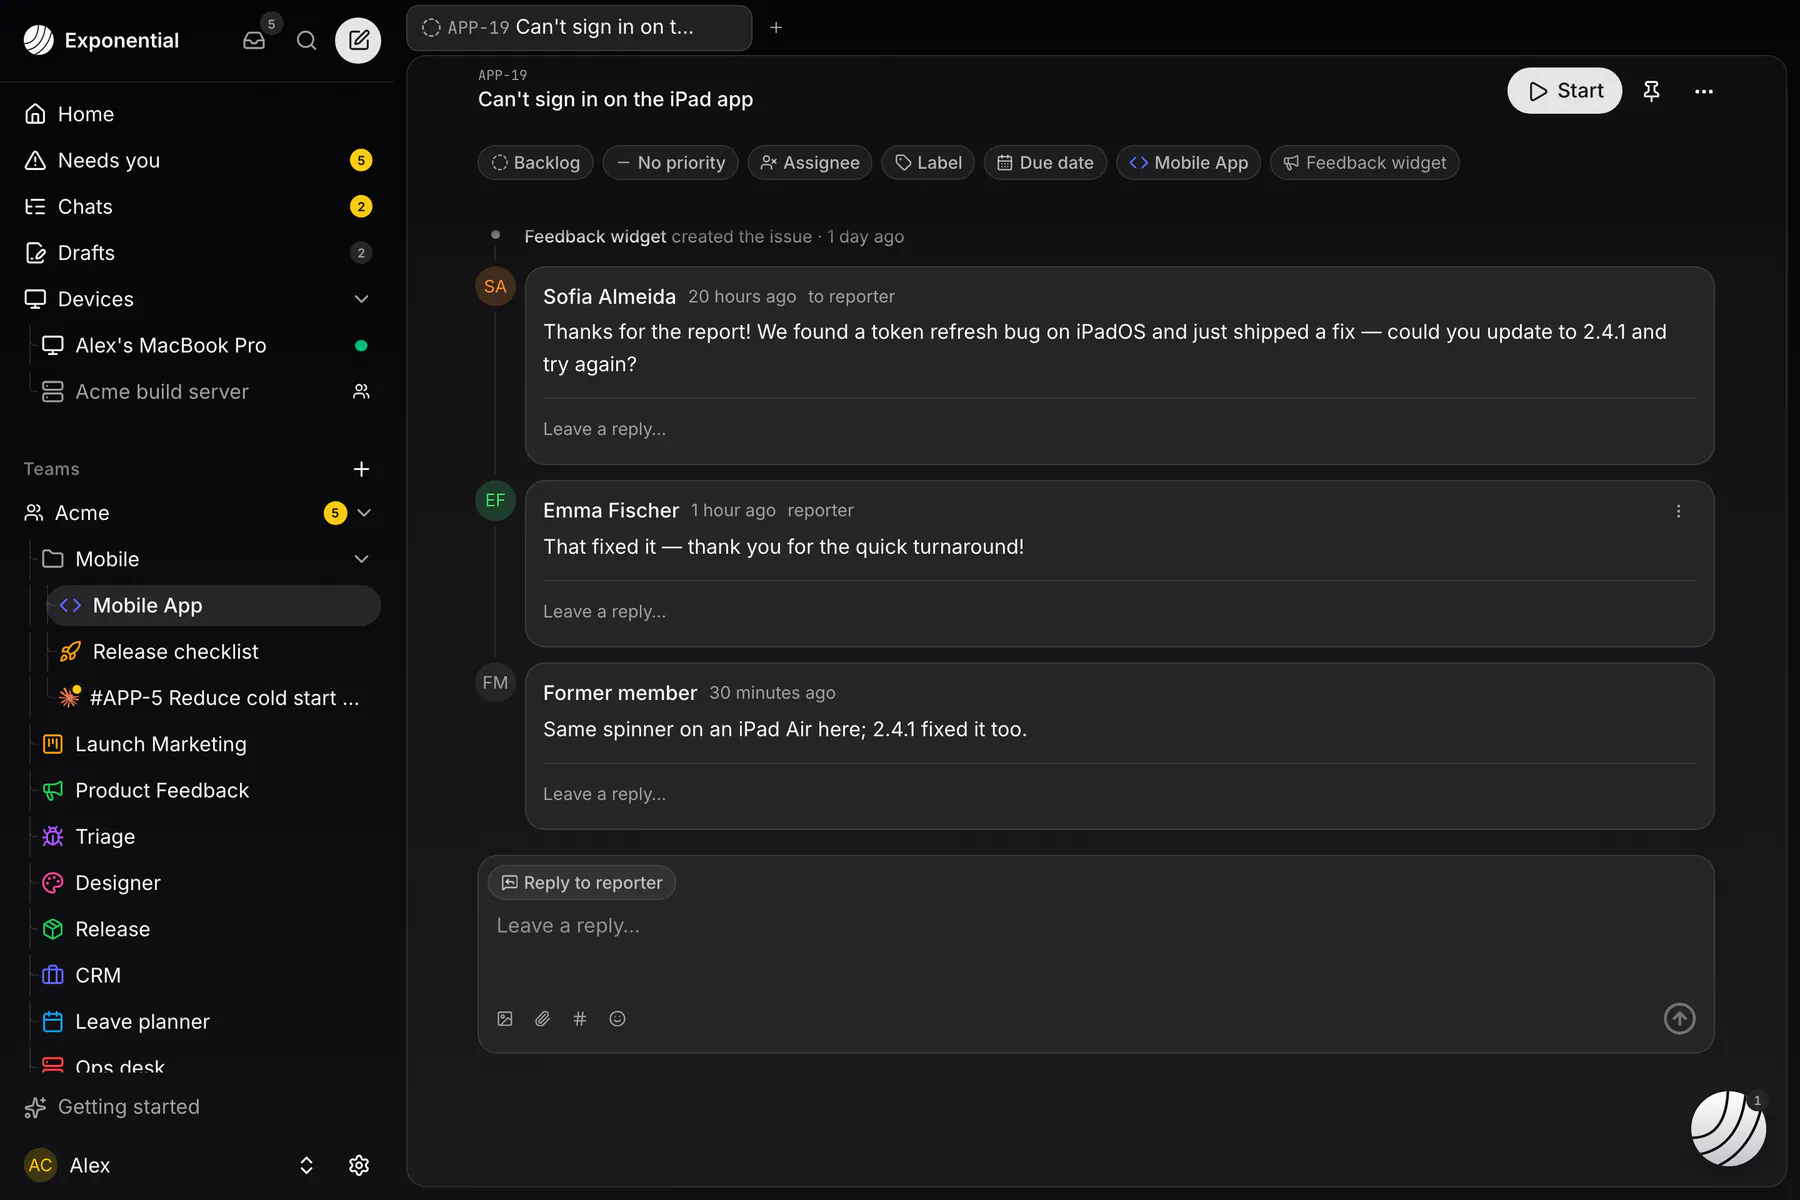 Exponential
5
Home
Needs you
5
Chats
2
Drafts
2
Devices
Alex's MacBook Pro
Acme build server
Teams
Acme
5
Mobile
Mobile App
Release checklist
#APP-5 Reduce cold start ...
Launch Marketing
Product Feedback
Triage
Designer
Release
CRM
Leave planner
Ops desk
Getting started
AC
Alex
APP-19 Can't sign in on t...
APP-19
Can't sign in on the iPad app
Start
Backlog
No priority
Assignee
Label
Due date
Mobile App
Feedback widget
Feedback widget created the issue · 1 day ago
SA
Sofia Almeida 20 hours ago to reporter
Thanks for the report! We found a token refresh bug on iPadOS and just shipped a fix — could you update to 2.4.1 and
try again?
Leave a reply...
EF
Emma Fischer 1 hour ago reporter
That fixed it — thank you for the quick turnaround!
Leave a reply...
FM
Former member 30 minutes ago
Same spinner on an iPad Air here; 2.4.1 fixed it too.
Leave a reply...
Reply to reporter
Leave a reply...
1